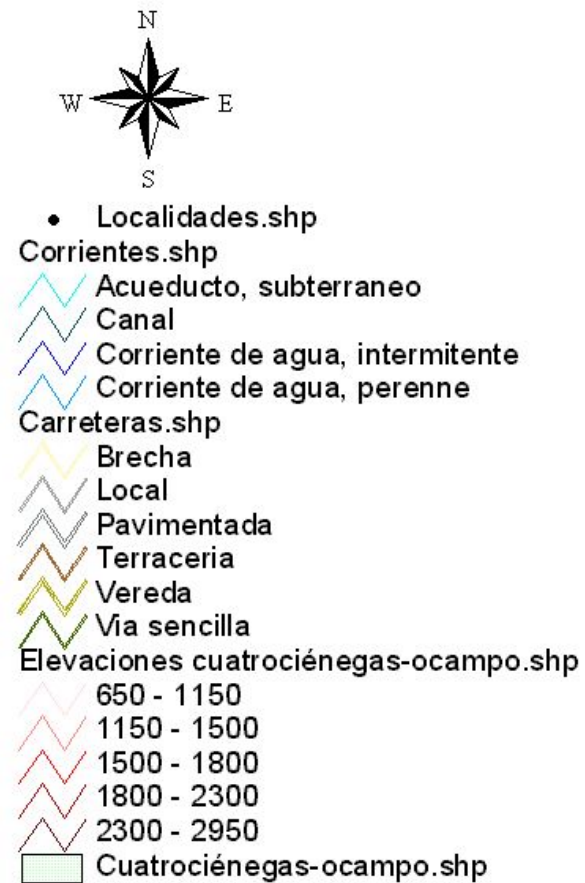 N
W E
S
Localidades.shp
Corrientes.shp
Acueducto, subterraneo
Canal
Corriente de agua, intermitente
Corriente de agua, perenne
Carreteras.shp
Brecha
Local
Pavimentada
Terraceria
Vereda
Via sencilla
Elevaciones cuatrociénegas-ocampo.shp
650 - 1150
1150 - 1500
1500 - 1800
1800 - 2300
2300 - 2950
Cuatrociénegas-ocampo.shp